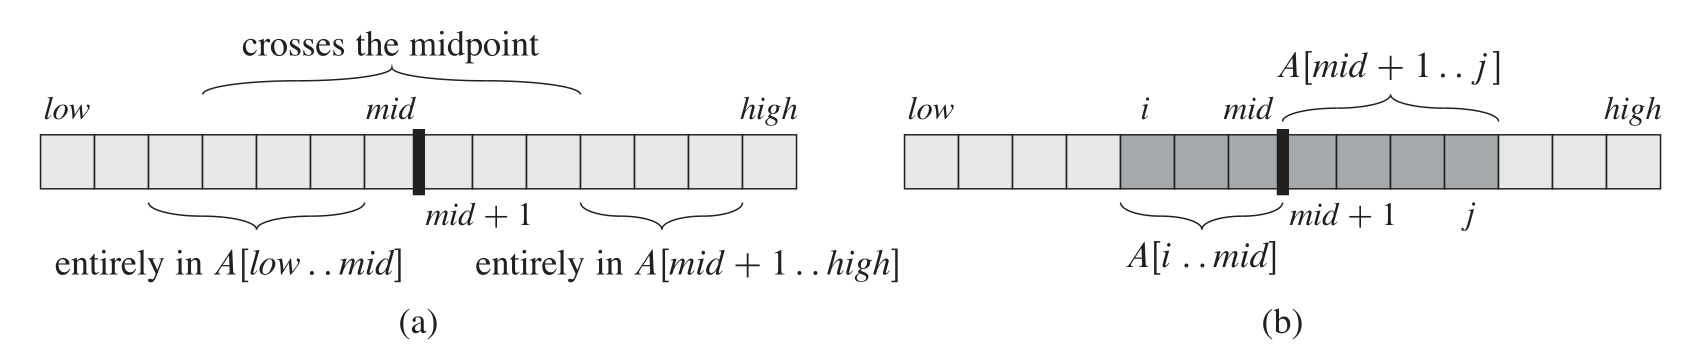 crosses the midpoint
low mid high
mid + 1
entirely in A[low . . mid] entirely in A[mid + 1 . . high]
(a)
A[mid + 1 . . j]
low i mid high
mid + 1 j
A[i . . mid]
(b)